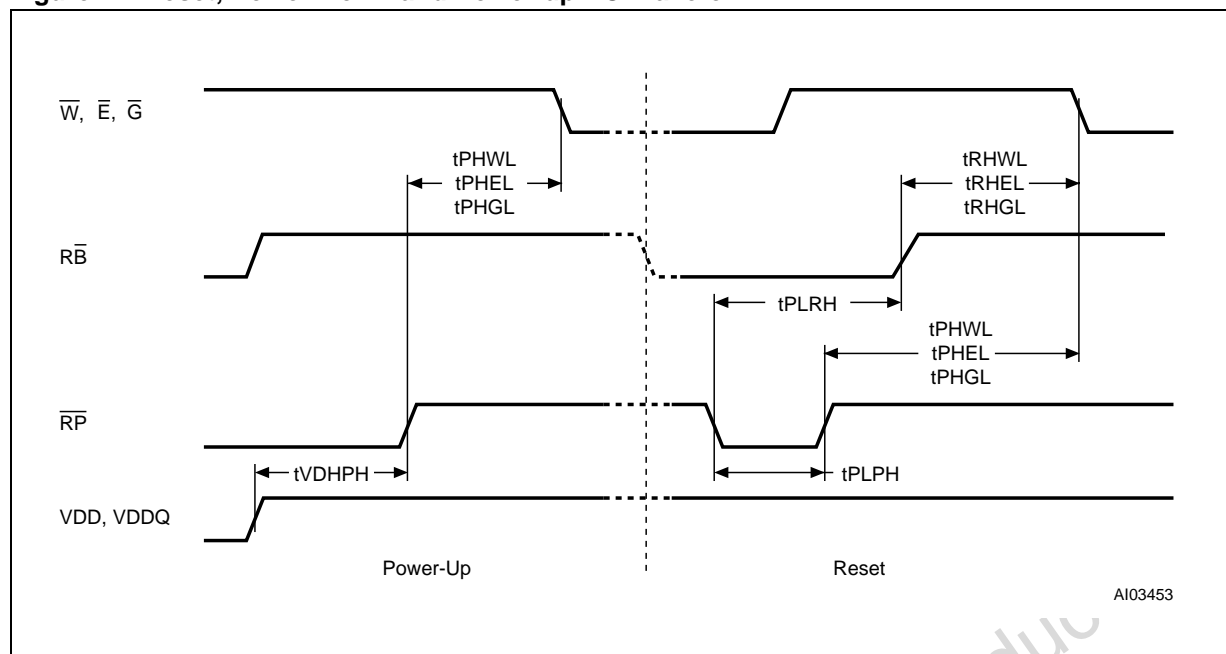 W̅, E̅, G̅
tPHWL
tPHEL
tPHGL
tRHWL
tRHEL
tRHGL
RB̅
tPLRH
tPHWL
tPHEL
tPHGL
R̅P̅
tVDHPH
tPLPH
VDD, VDDQ
Power-Up
Reset
AI03453